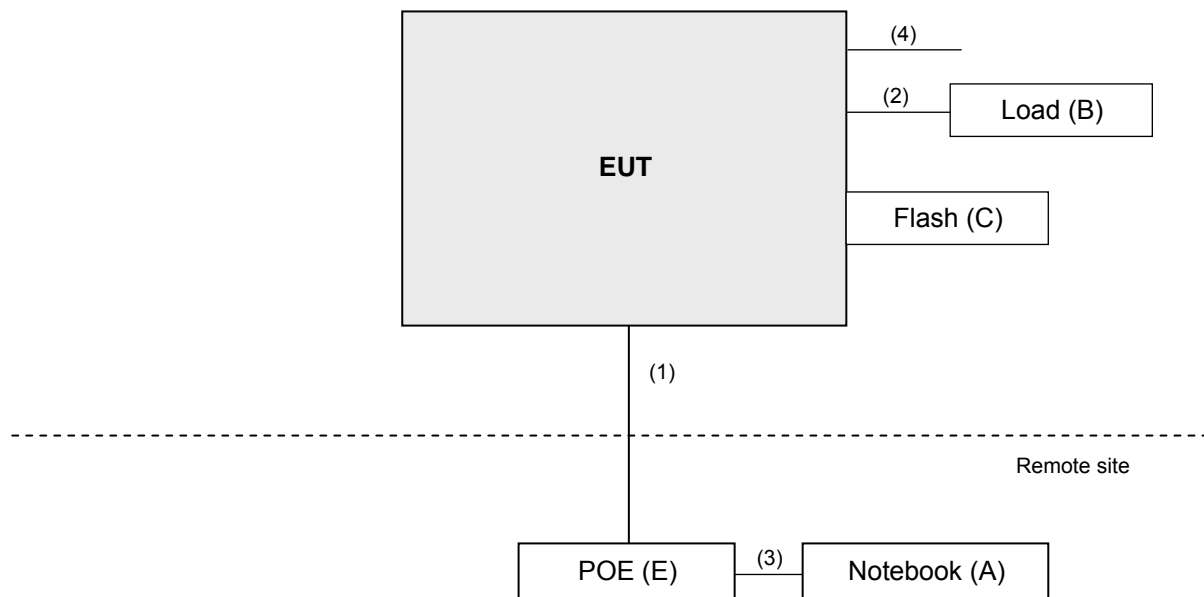 (4)
(2)
Load (B)
EUT
Flash (C)
(1)
Remote site
POE (E)
(3)
Notebook (A)